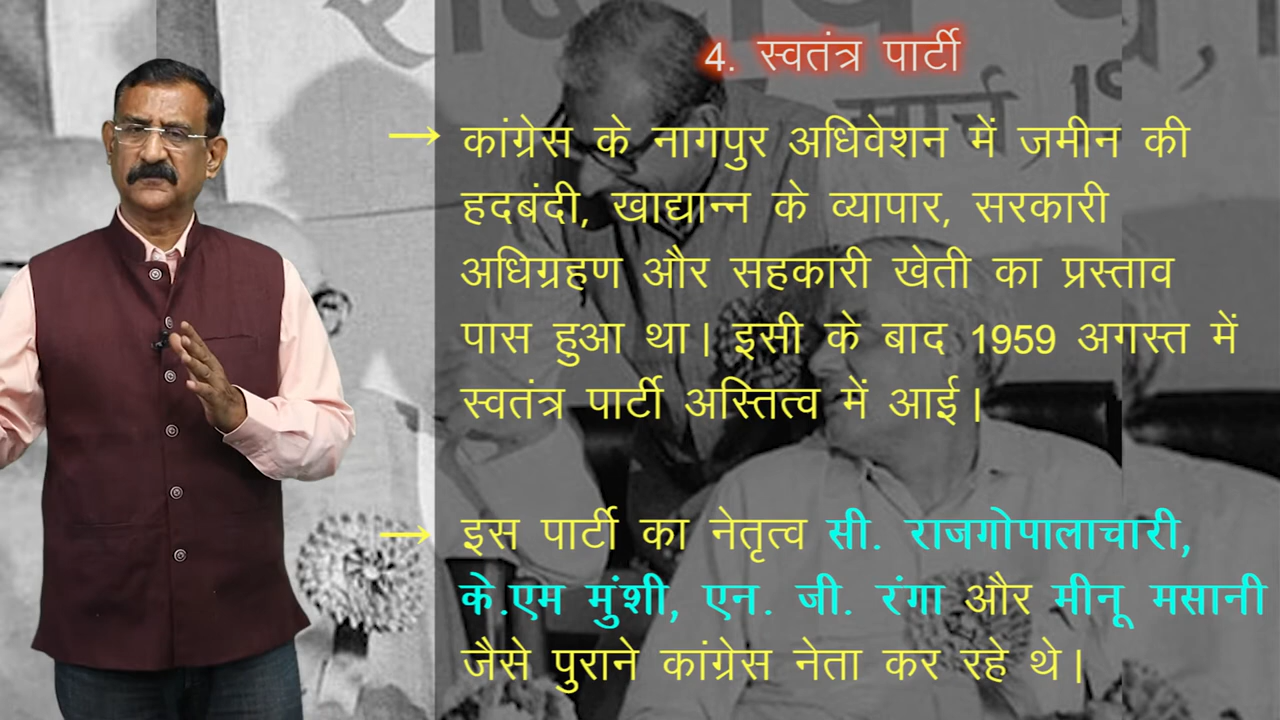 4. स्वतंत्र पार्टी
→ कांग्रेस के नागपुर अधिवेशन में जमीन की
हदबंदी, खाद्यान्न के व्यापार, सरकारी
अधिग्रहण और सहकारी खेती का प्रस्ताव
पास हुआ था। इसी के बाद 1959 अगस्त में
स्वतंत्र पार्टी अस्तित्व में आई।
→ इस पार्टी का नेतृत्व सी. राजगोपालाचारी,
के.एम मुंशी, एन. जी. रंगा और मीनू मसानी
जैसे पुराने कांग्रेस नेता कर रहे थे।